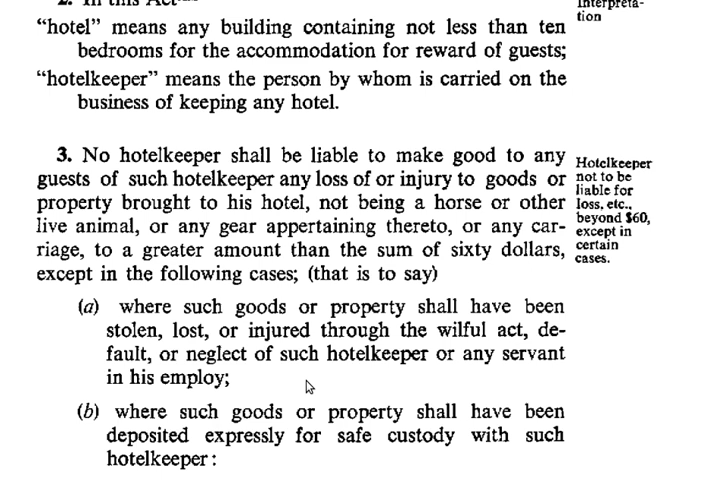 2. In this Act—
Interpreta-
tion
“hotel” means any building containing not less than ten
bedrooms for the accommodation for reward of guests;
“hotelkeeper” means the person by whom is carried on the
business of keeping any hotel.
3. No hotelkeeper shall be liable to make good to any
guests of such hotelkeeper any loss of or injury to goods or
property brought to his hotel, not being a horse or other
live animal, or any gear appertaining thereto, or any car-
riage, to a greater amount than the sum of sixty dollars,
except in the following cases; (that is to say)
Hotelkeeper
not to be
liable for
loss, etc.,
beyond $60,
except in
certain
cases.
(a) where such goods or property shall have been
stolen, lost, or injured through the wilful act, de-
fault, or neglect of such hotelkeeper or any servant
in his employ;
(b) where such goods or property shall have been
deposited expressly for safe custody with such
hotelkeeper: